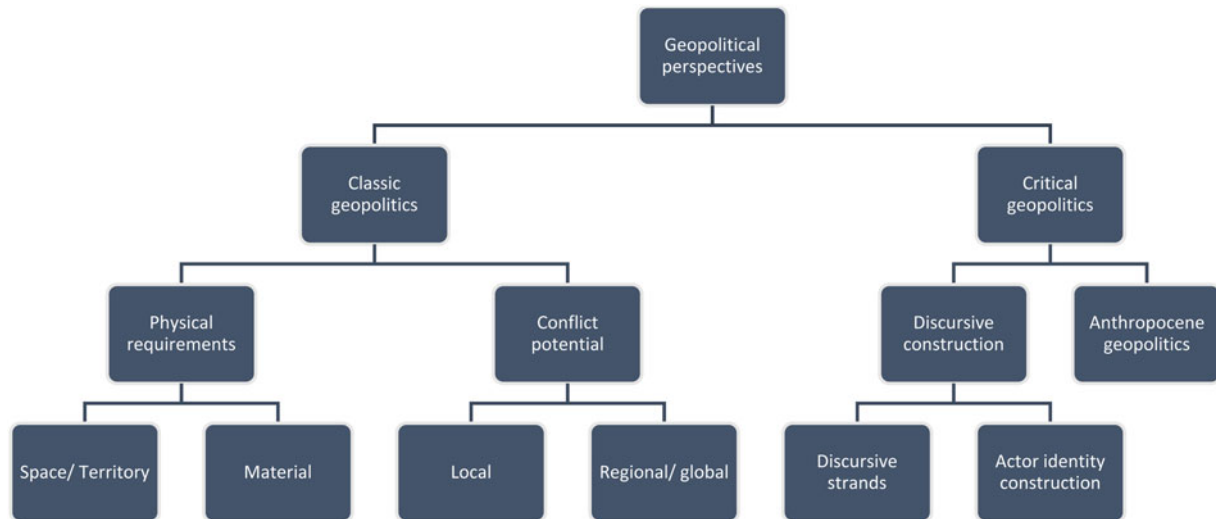 Geopolitical
perspectives
Classic
geopolitics
Critical
geopolitics
Physical
requirements
Conflict
potential
Discursive
construction
Anthropocene
geopolitics
Space/ Territory
Material
Local
Regional/ global
Discursive
strands
Actor identity
construction